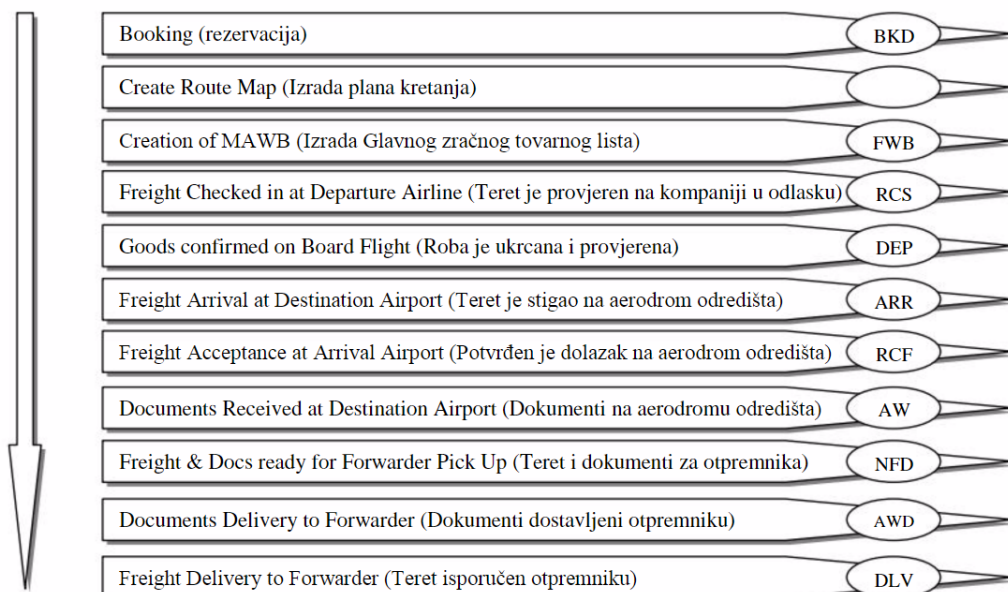 Booking (rezervacija) BKD
Create Route Map (Izrada plana kretanja)
Creation of MAWB (Izrada Glavnog zračnog tovarnog lista) FWB
Freight Checked in at Departure Airline (Teret je provjeren na kompaniji u odlasku) RCS
Goods confirmed on Board Flight (Roba je ukrcana i provjerena) DEP
Freight Arrival at Destination Airport (Teret je stigao na aerodrom odredišta) ARR
Freight Acceptance at Arrival Airport (Potvrđen je dolazak na aerodrom odredišta) RCF
Documents Received at Destination Airport (Dokumenti na aerodromu odredišta) AW
Freight & Docs ready for Forwarder Pick Up (Teret i dokumenti za otpremnika) NFD
Documents Delivery to Forwarder (Dokumenti dostavljeni otpremniku) AWD
Freight Delivery to Forwarder (Teret isporučen otpremniku) DLV